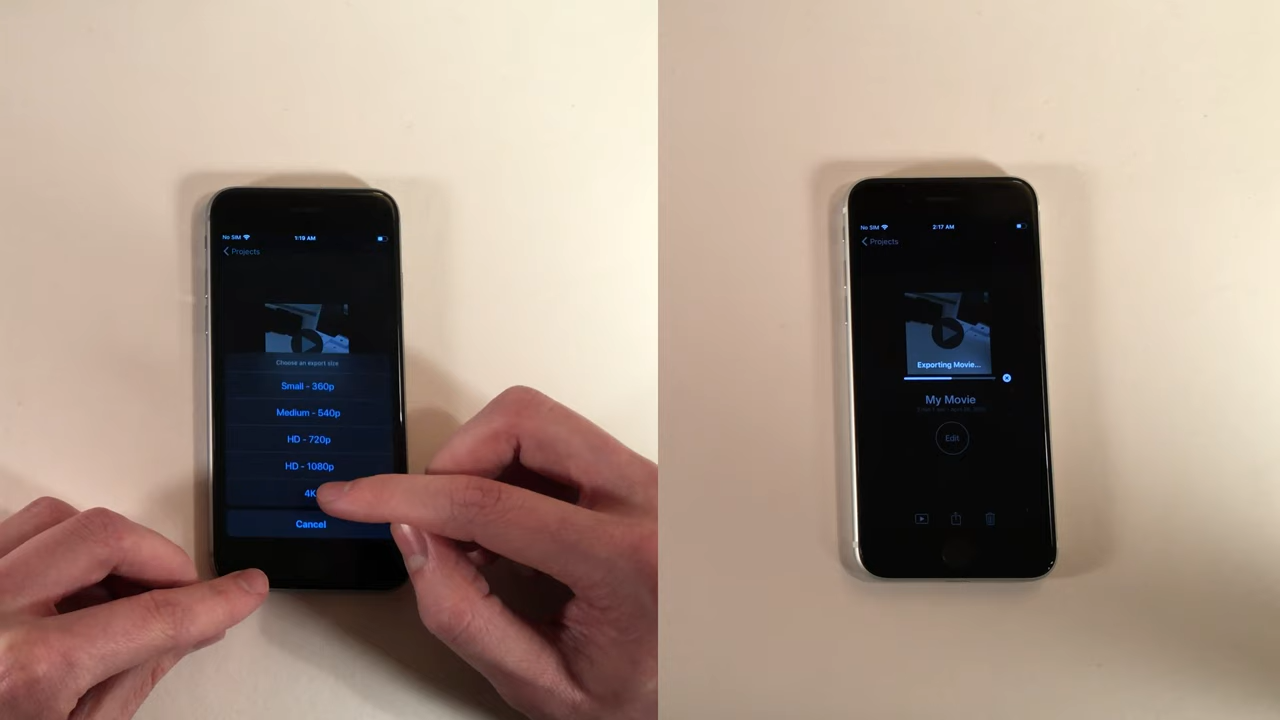 No SIM
1:19 AM
Projects
Choose an export size
Small - 360p
Medium - 540p
HD - 720p
HD - 1080p
4K
Cancel
No SIM
2:17 AM
Projects
Exporting Movie...
My Movie
Edit